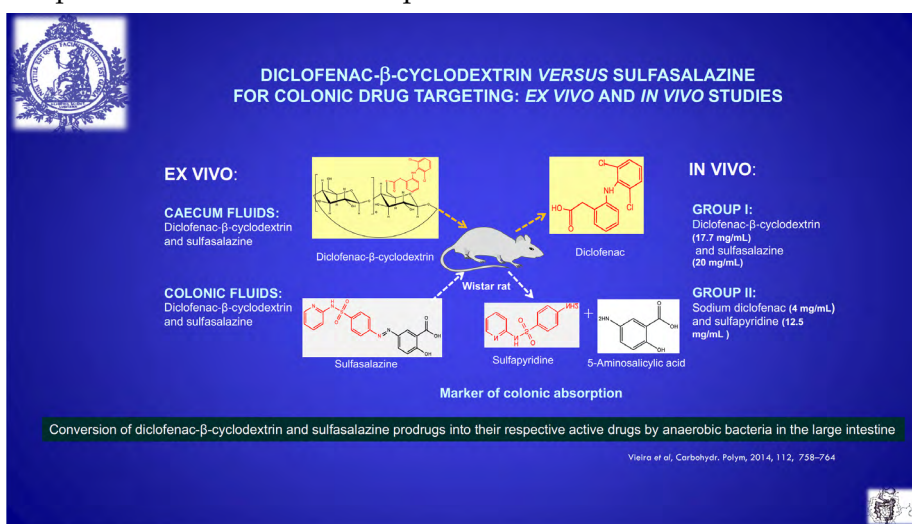 DICLOFENAC-β-CYCLODEXTRIN VERSUS SULFASALAZINE
FOR COLONIC DRUG TARGETING: EX VIVO AND IN VIVO STUDIES
EX VIVO:
CAECUM FLUIDS:
Diclofenac-β-cyclodextrin
and sulfasalazine
COLONIC FLUIDS:
Diclofenac-β-cyclodextrin
and sulfasalazine
Diclofenac-β-cyclodextrin
Cl
NH
O
OH
Cl
Diclofenac
Wistar rat
Sulfasalazine
+
Sulfapyridine
5-Aminosalicylic acid
Marker of colonic absorption
IN VIVO:
GROUP I:
Diclofenac-β-cyclodextrin
(17.7 mg/mL)
and sulfasalazine
(20 mg/mL)
GROUP II:
Sodium diclofenac (4 mg/mL)
and sulfapyridine (12.5
mg/mL )
Conversion of diclofenac-β-cyclodextrin and sulfasalazine prodrugs into their respective active drugs by anaerobic bacteria in the large intestine
Vieira et al, Carbohydr. Polym, 2014, 112, 758–764